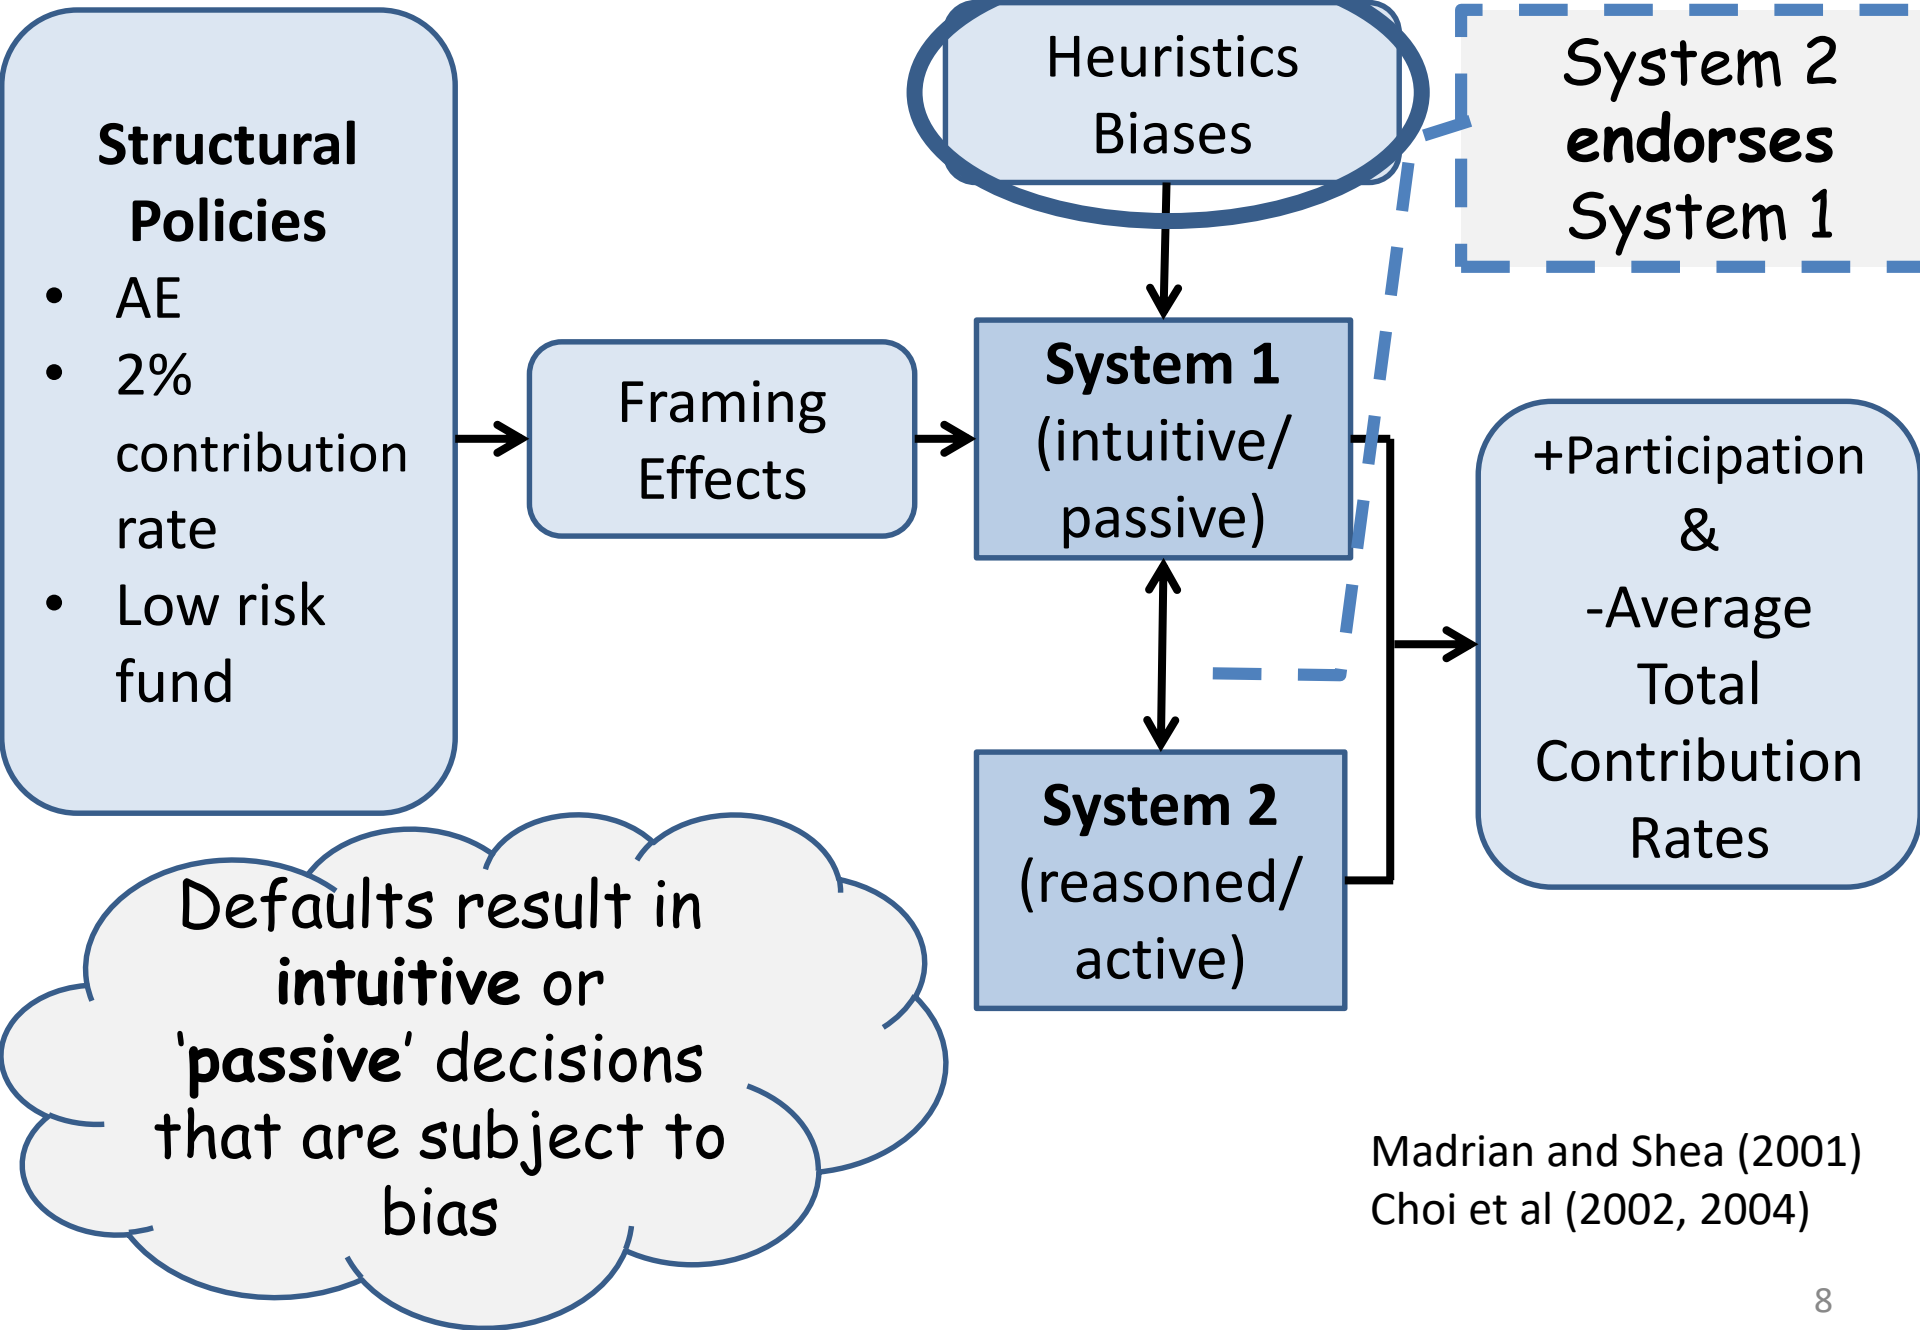 Structural
Policies
• AE
• 2%
contribution
rate
• Low risk
fund
Framing
Effects
Heuristics
Biases
System 1
(intuitive/
passive)
System 2
(reasoned/
active)
System 2
endorses
System 1
+Participation
&
-Average
Total
Contribution
Rates
Defaults result in
intuitive or
‘passive’ decisions
that are subject to
bias
Madrian and Shea (2001)
Choi et al (2002, 2004)
8